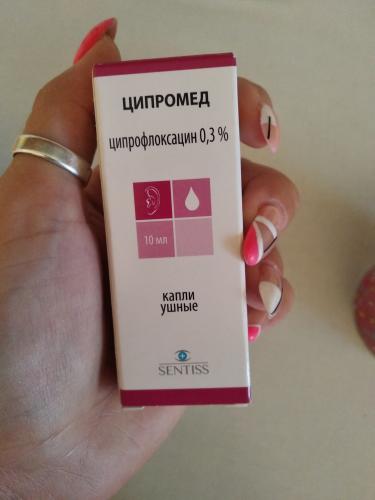 ЦИПРОМЕД
ципрофлоксацин 0,3 %
10 мл
капли
ушные
SENTISS